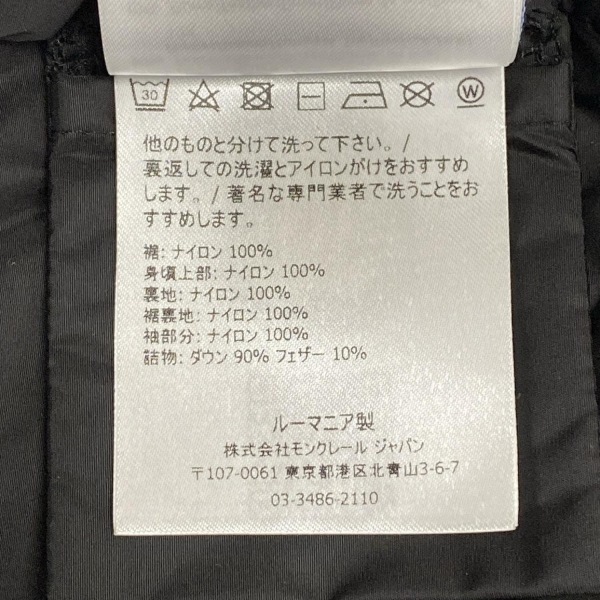 30 W
他のものと分けて洗って下さい。/
裏返しての洗濯とアイロンがけをおすすめ
します。/ 著名な専門業者で洗うことをお
すすめします。
裾: ナイロン 100%
身頃上部: ナイロン 100%
裏地: ナイロン 100%
裾裏地: ナイロン 100%
袖部分: ナイロン 100%
詰物: ダウン 90% フェザー 10%
ルーマニア製
株式会社モンクレール ジャパン
〒107-0061 東京都港区北青山3-6-7
03-3486-2110